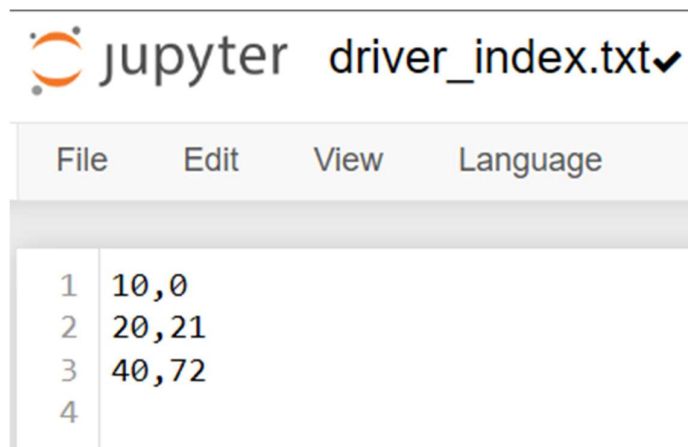 jupyter driver_index.txt✔
File Edit View Language
1 10,0
2 20,21
3 40,72
4